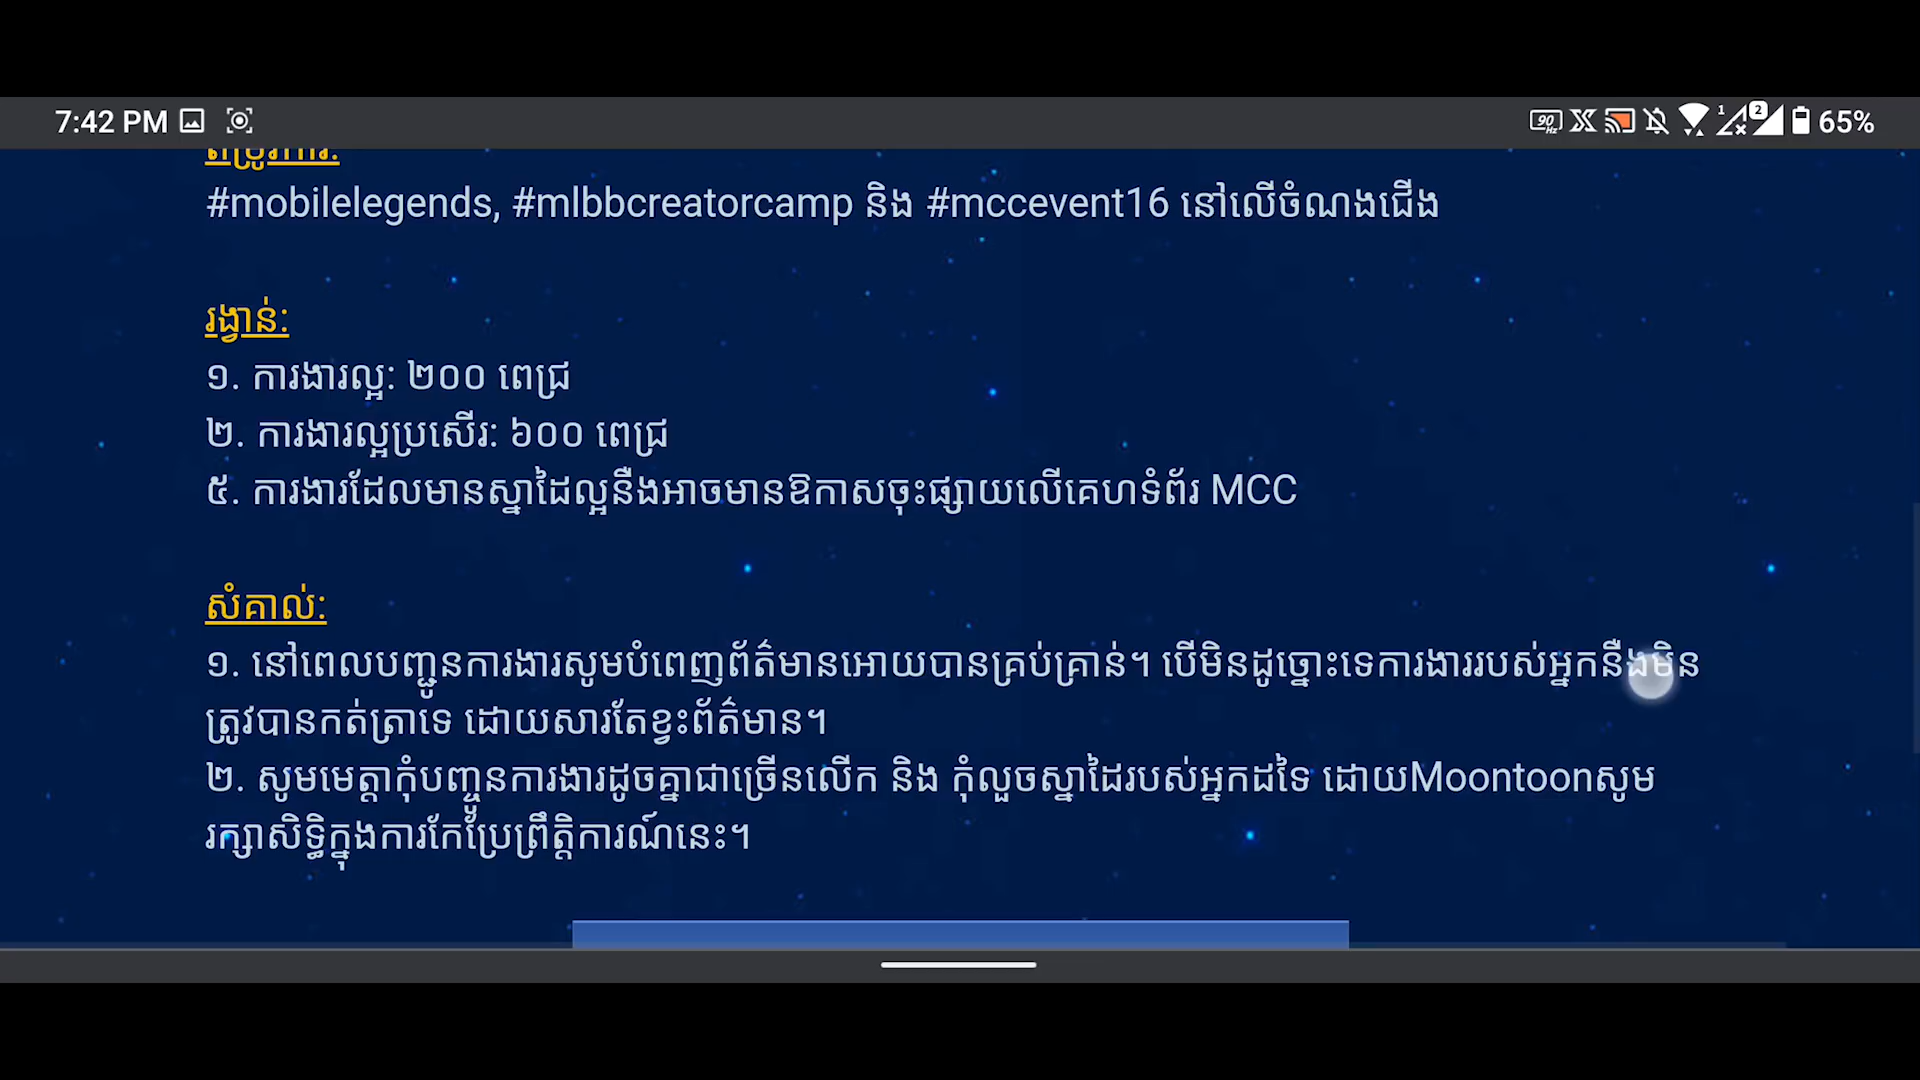 7:42 PM
90Hz
1
2
65%
តម្រូវការ:
#mobilelegends, #mlbbcreatorcamp និង #mccevent16 នៅលើចំណងជើង
រង្វាន់:
១. ការងារល្អ: ២០០ ពេជ្រ
២. ការងារល្អប្រសើរ: ៦០០ ពេជ្រ
៥. ការងារដែលមានស្នាដៃល្អនឹងអាចមានឱកាសចុះផ្សាយលើគេហទំព័រ MCC
សំគាល់:
១. នៅពេលបញ្ជូនការងារសូមបំពេញព័ត៌មានអោយបានគ្រប់គ្រាន់។ បើមិនដូច្នោះទេការងាររបស់អ្នកនឹងមិន
ត្រូវបានកត់ត្រាទេ ដោយសារតែខ្វះព័ត៌មាន។
២. សូមមេត្តាកុំបញ្ចូនការងារដូចគ្នាជាច្រើនលើក និង កុំលួចស្នាដៃរបស់អ្នកដទៃ ដោយMoontoonសូម
រក្សាសិទ្ធិក្នុងការកែប្រែព្រឹត្តិការណ៍នេះ។